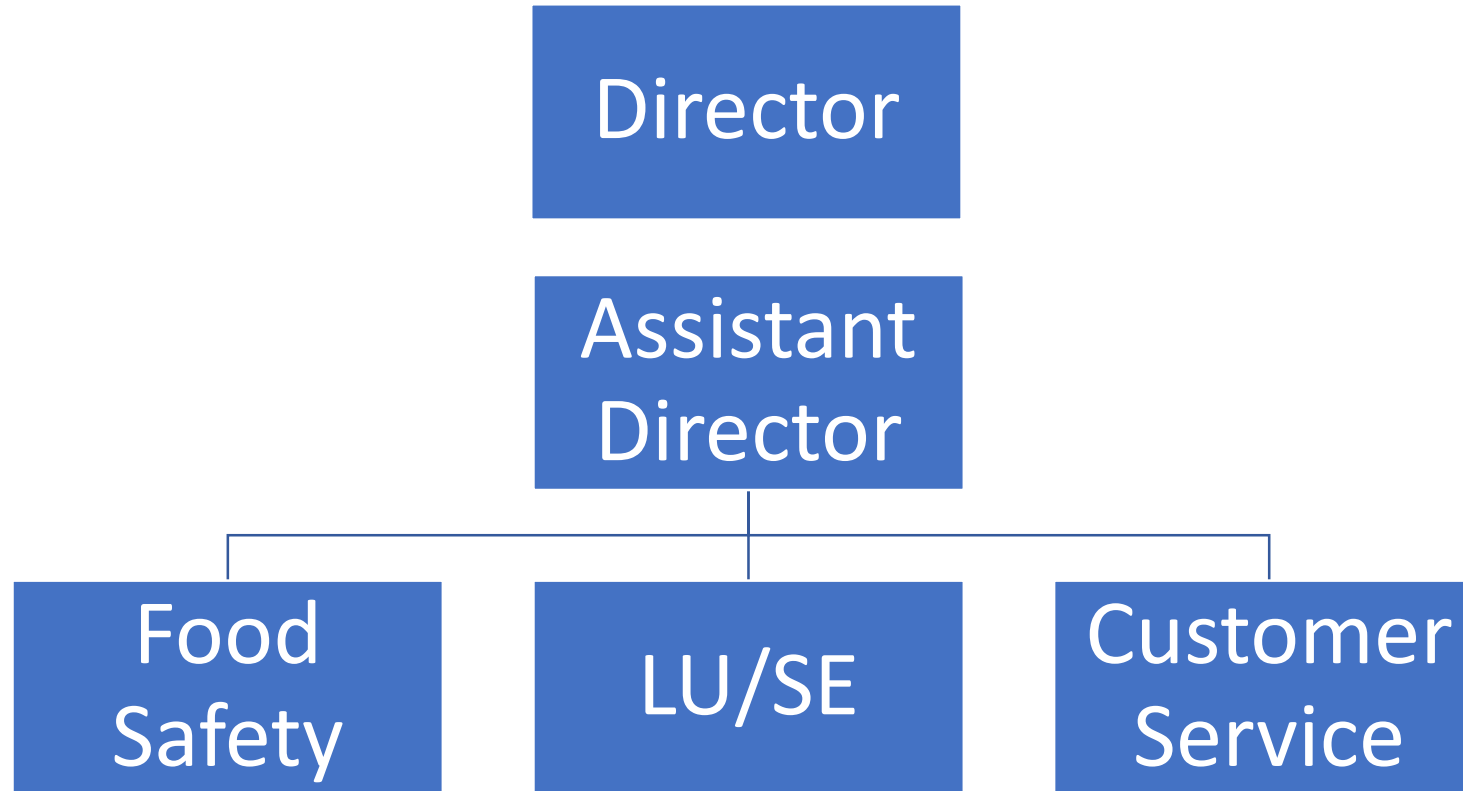 Director
Assistant
Director
Food
Safety
LU/SE
Customer
Service